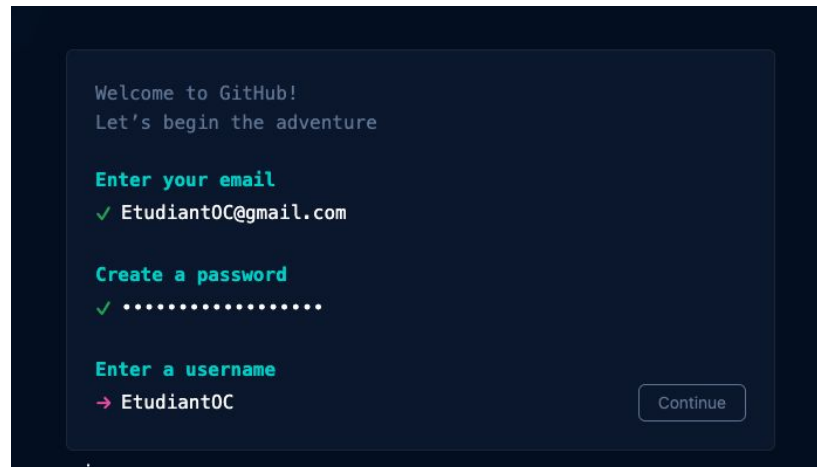 Welcome to GitHub!
Let’s begin the adventure
Enter your email
✓ EtudiantOC@gmail.com
Create a password
✓ ••••••••••••••••••
Enter a username
→ EtudiantOC
Continue